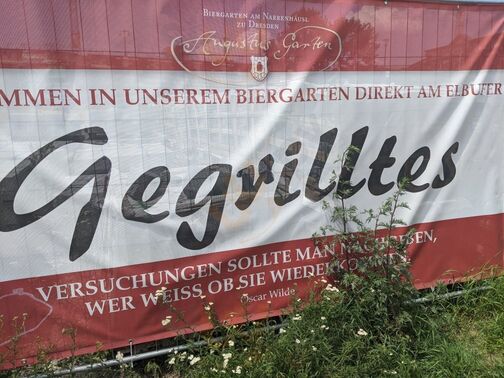 Biergarten am Narrenhäusl
zu Dresden
Augustus Garten
MMEN IN UNSEREM BIERGARTEN DIREKT AM ELBUFER
Gegrilltes
VERSUCHUNGEN SOLLTE MAN NACHGEBEN,
WER WEISS OB SIE WIEDERKOMMEN.
Oscar Wilde